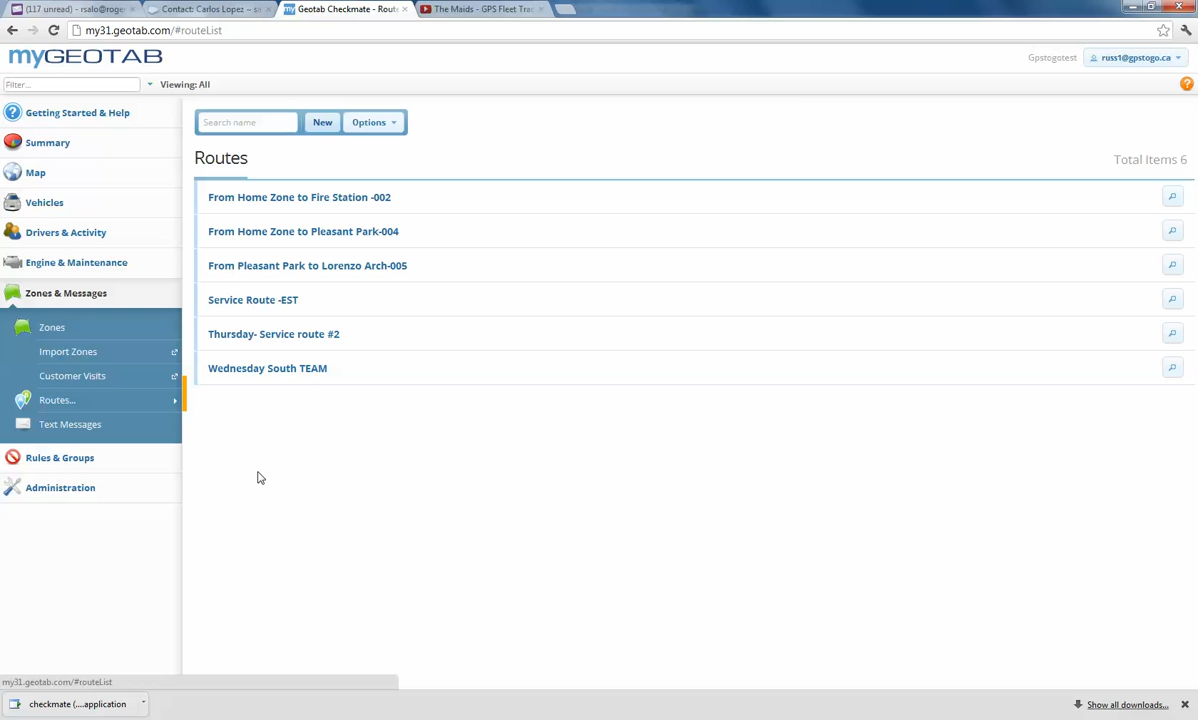 (117 unread) - rsalo@roge
Contact: Carlos Lopez ~ sa
Geotab Checkmate - Route
The Maids - GPS Fleet Trac
my31.geotab.com/#routeList
myGEOTAB
Gpstogotest
russ1@gpstogo.ca
Filter...
Viewing: All
Getting Started & Help
Summary
Map
Vehicles
Drivers & Activity
Engine & Maintenance
Zones & Messages
Zones
Import Zones
Customer Visits
Routes...
Text Messages
Rules & Groups
Administration
Search name
New
Options
Routes
Total items 6
From Home Zone to Fire Station -002
From Home Zone to Pleasant Park-004
From Pleasant Park to Lorenzo Arch-005
Service Route -EST
Thursday- Service route #2
Wednesday South TEAM
my31.geotab.com/#routeList
checkmate (....application
Show all downloads...